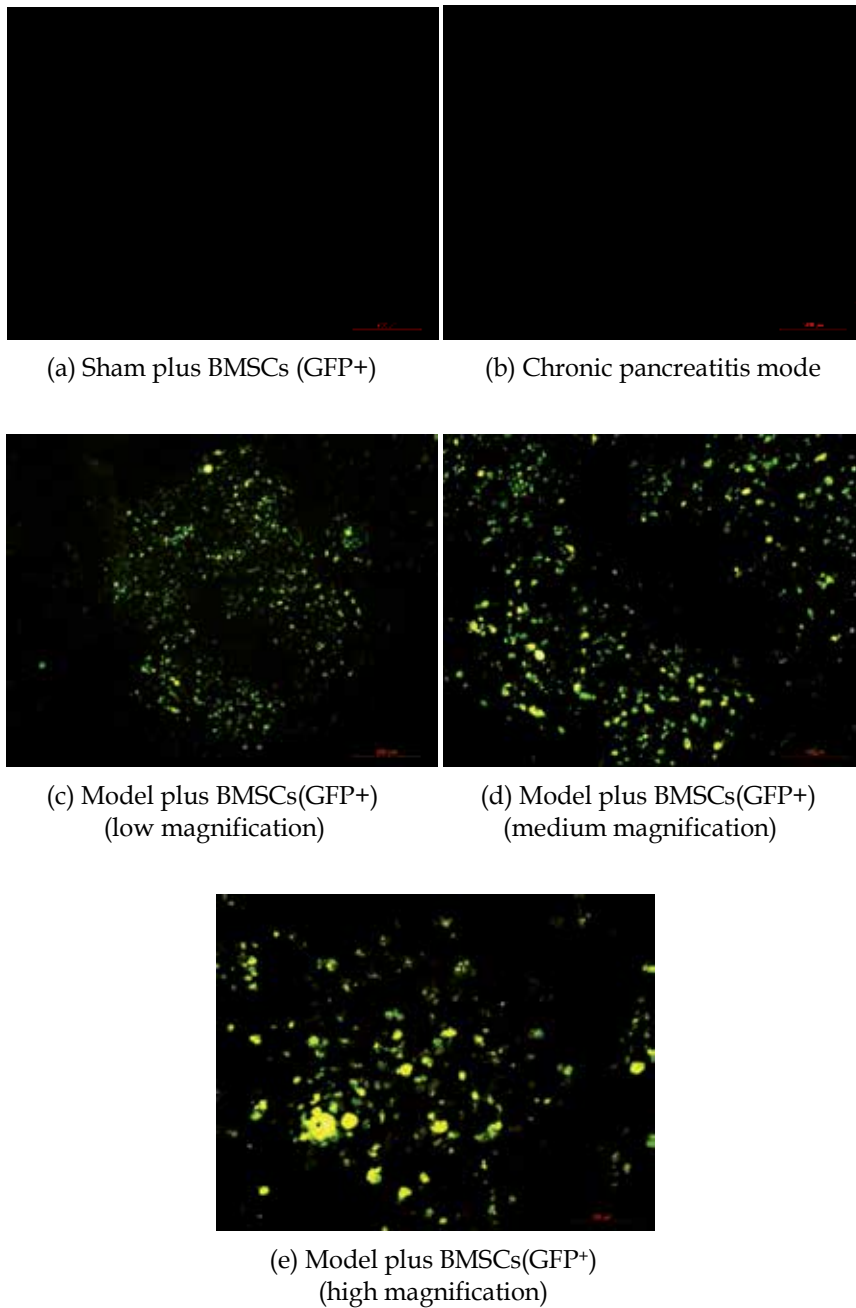 (a) Sham plus BMSCs (GFP+)
(b) Chronic pancreatitis mode
(c) Model plus BMSCs(GFP+)
(low magnification)
(d) Model plus BMSCs(GFP+)
(medium magnification)
(e) Model plus BMSCs(GFP⁺)
(high magnification)